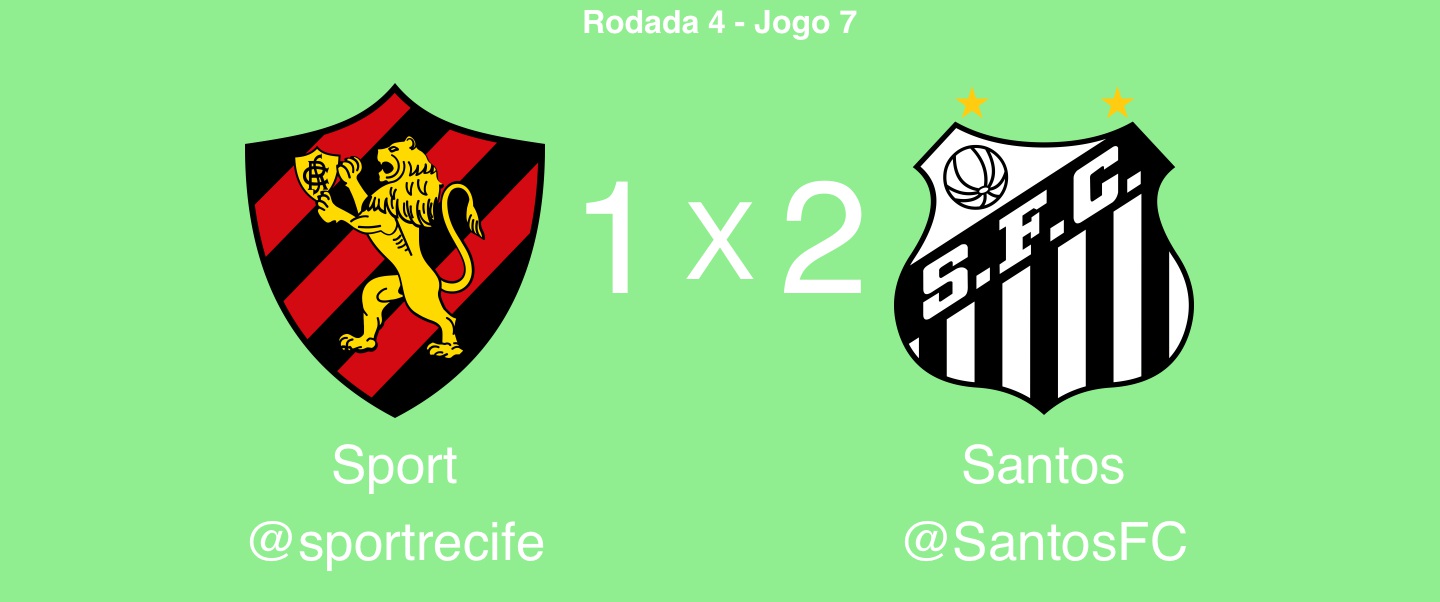 Rodada 4 - Jogo 7
1 x 2
S.F.C.
Sport
Santos
@sportrecife
@SantosFC